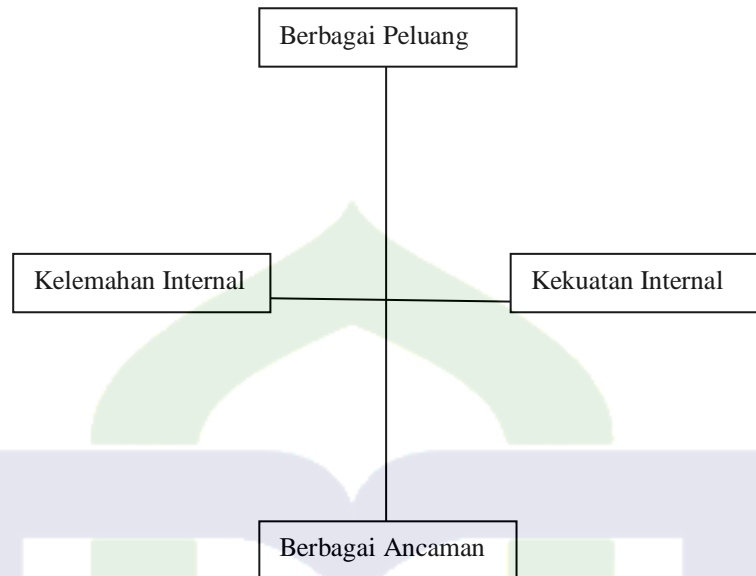 Berbagai Peluang
Kelemahan Internal
Kekuatan Internal
Berbagai Ancaman